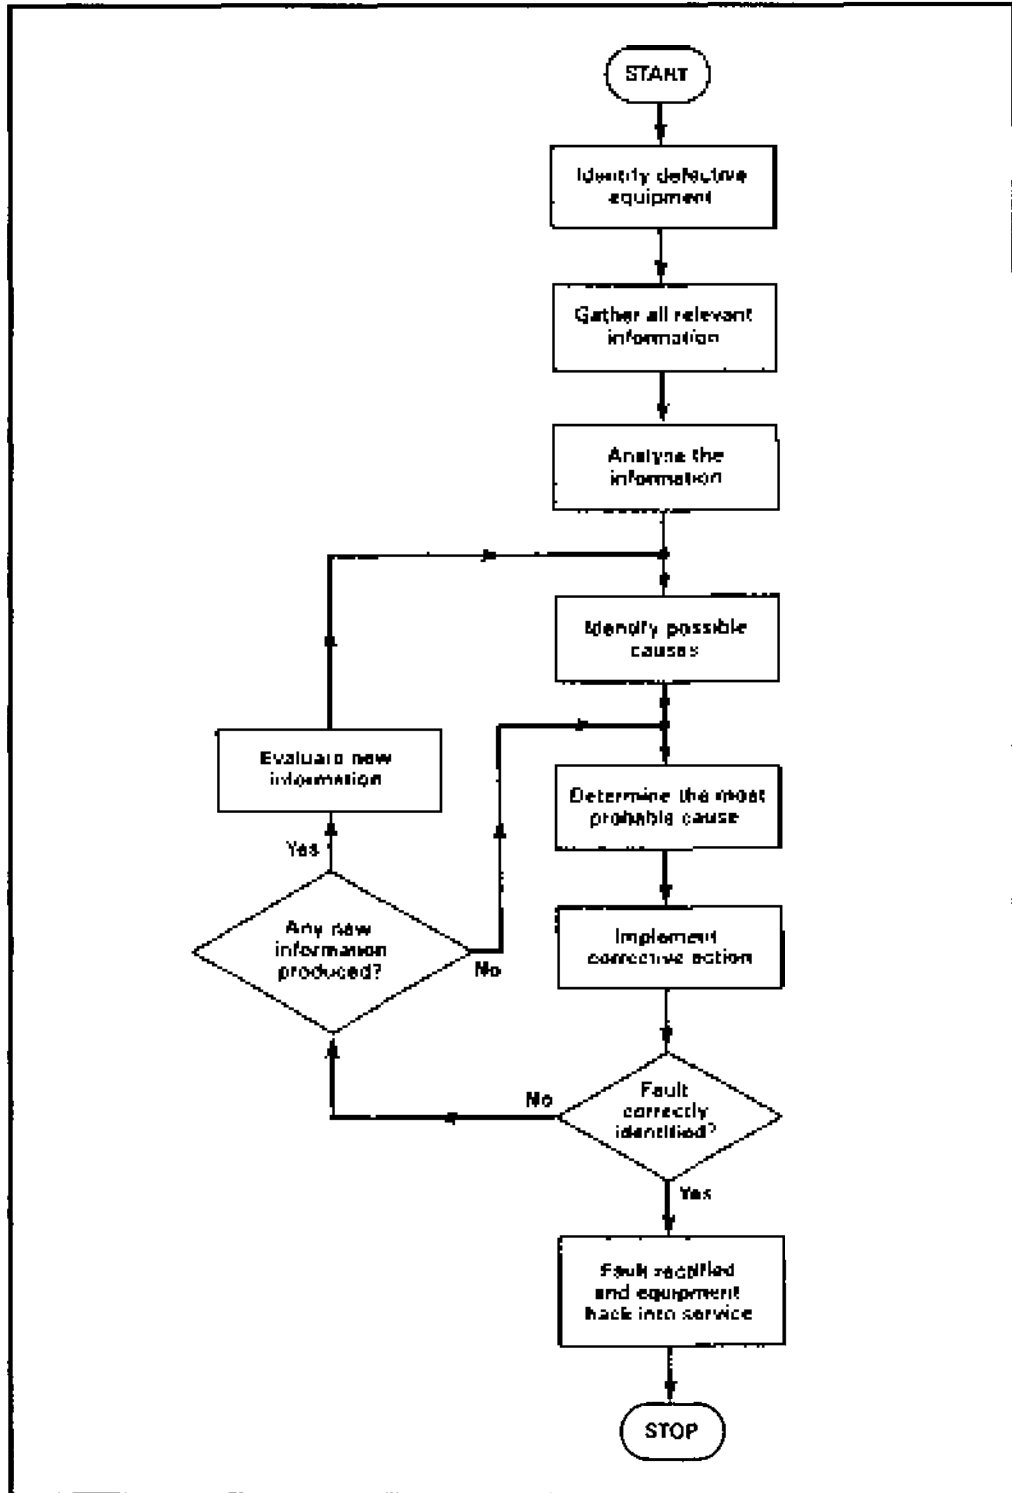 START
Identify defective
equipment
Gather all relevant
information
Analyse the
information
Identify possible
causes
Evaluate new
information
Determine the most
probable cause
Yes
Any new
information
produced?
No
Implement
corrective action
No
Fault
correctly
identified?
Yes
Fault rectified
and equipment
back into service
STOP